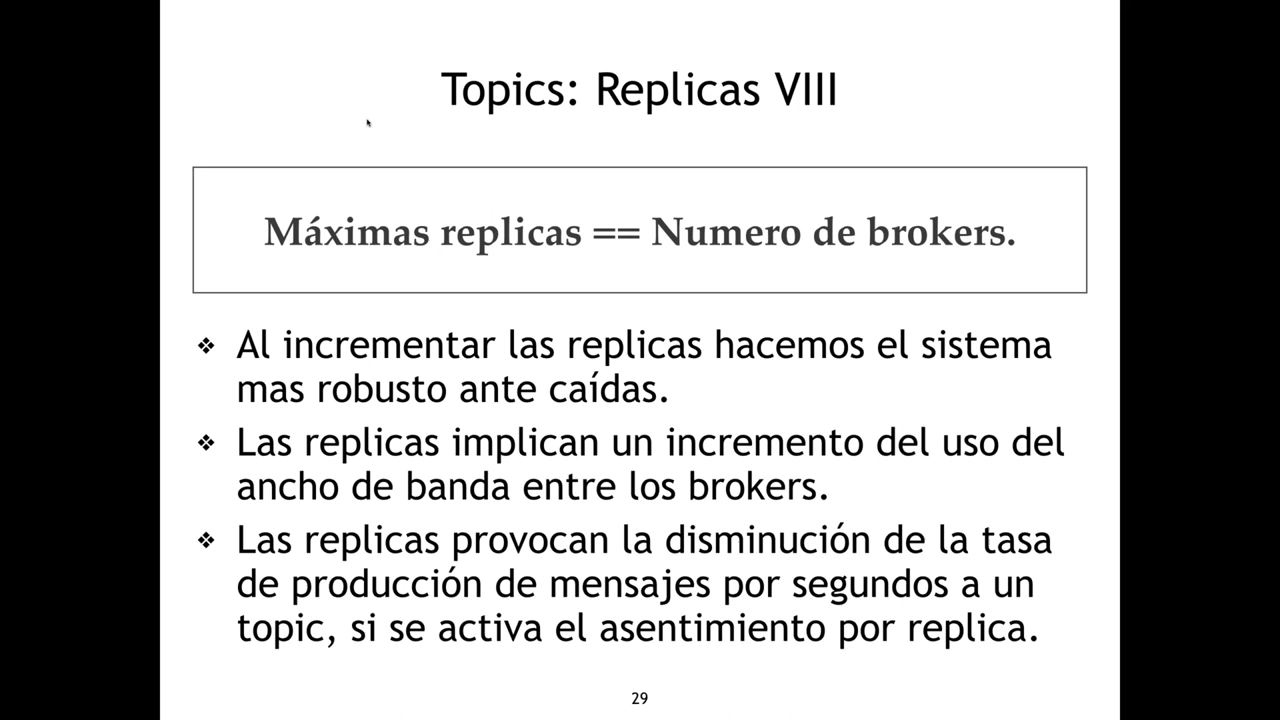 Topics: Replicas VIII
Máximas replicas == Numero de brokers.
❖ Al incrementar las replicas hacemos el sistema
mas robusto ante caídas.
❖ Las replicas implican un incremento del uso del
ancho de banda entre los brokers.
❖ Las replicas provocan la disminución de la tasa
de producción de mensajes por segundos a un
topic, si se activa el asentimiento por replica.
29